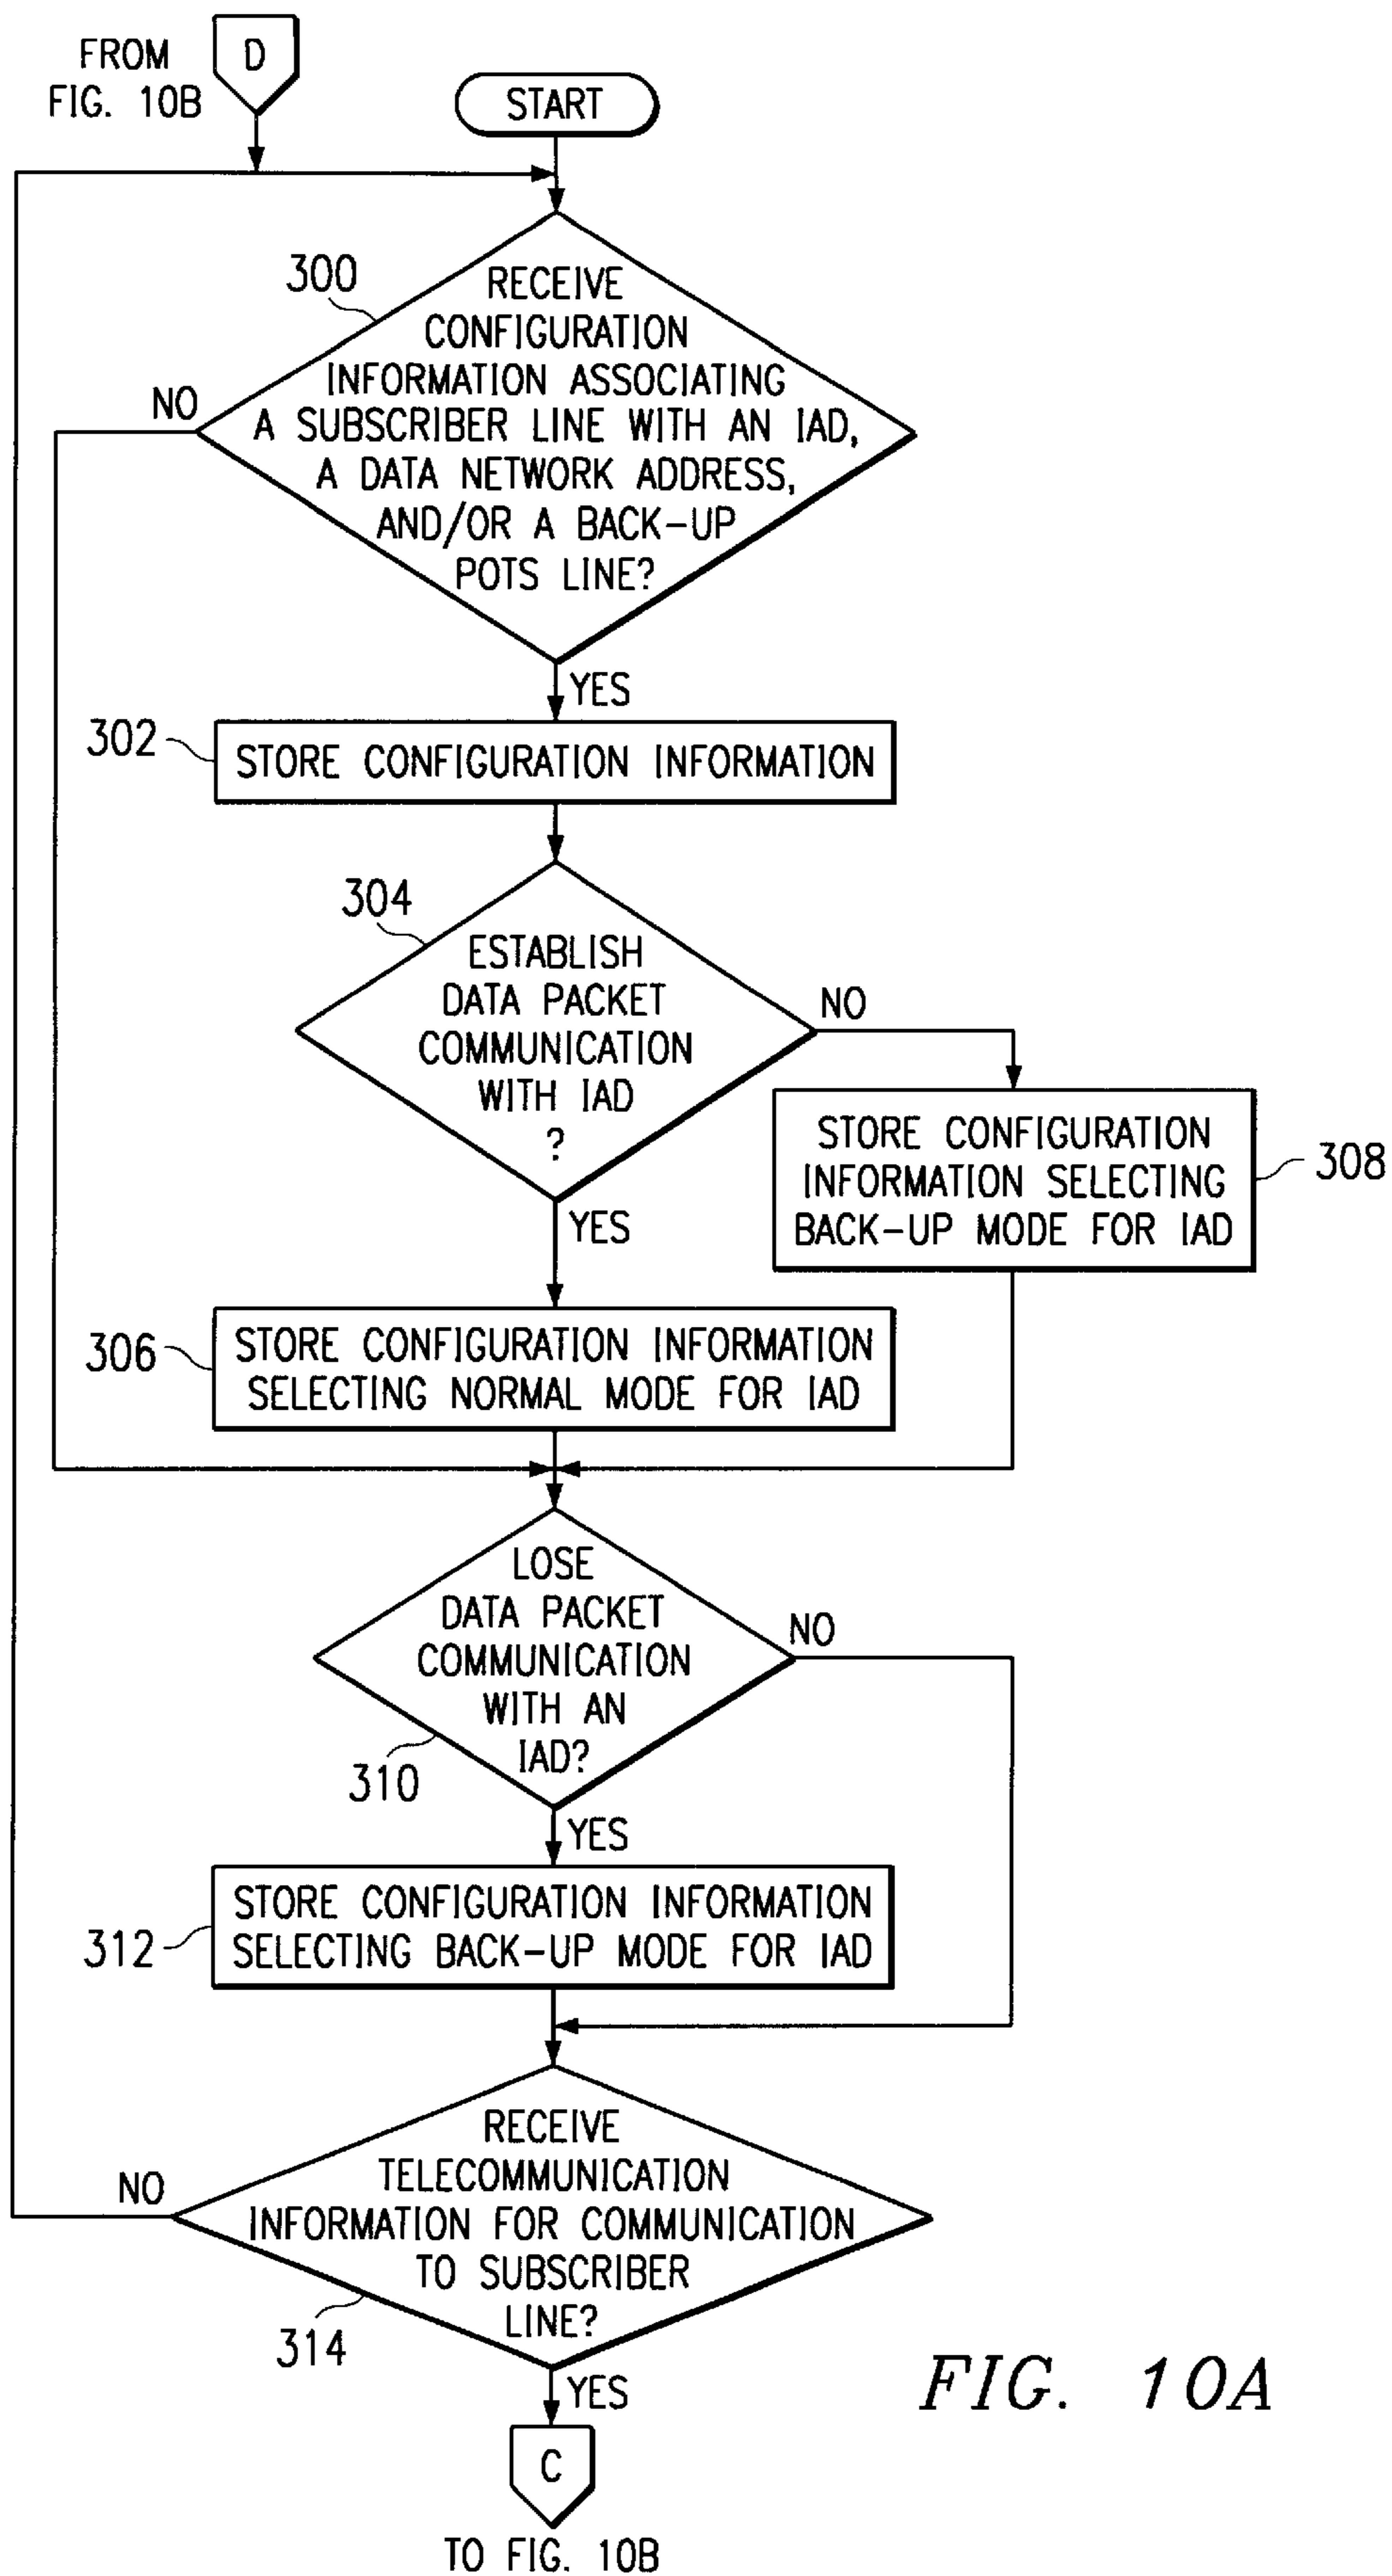 FROM
FIG. 10B
D
START
300
RECEIVE
CONFIGURATION
INFORMATION ASSOCIATING
A SUBSCRIBER LINE WITH AN IAD,
A DATA NETWORK ADDRESS,
AND/OR A BACK-UP
POTS LINE?
NO
YES
302
STORE CONFIGURATION INFORMATION
304
ESTABLISH
DATA PACKET
COMMUNICATION
WITH IAD
?
NO
YES
STORE CONFIGURATION
INFORMATION SELECTING
BACK-UP MODE FOR IAD
308
306
STORE CONFIGURATION INFORMATION
SELECTING NORMAL MODE FOR IAD
LOSE
DATA PACKET
COMMUNICATION
WITH AN
IAD?
NO
310
YES
312
STORE CONFIGURATION INFORMATION
SELECTING BACK-UP MODE FOR IAD
RECEIVE
TELECOMMUNICATION
INFORMATION FOR COMMUNICATION
TO SUBSCRIBER
LINE?
NO
314
YES
C
TO FIG. 10B
FIG. 10A